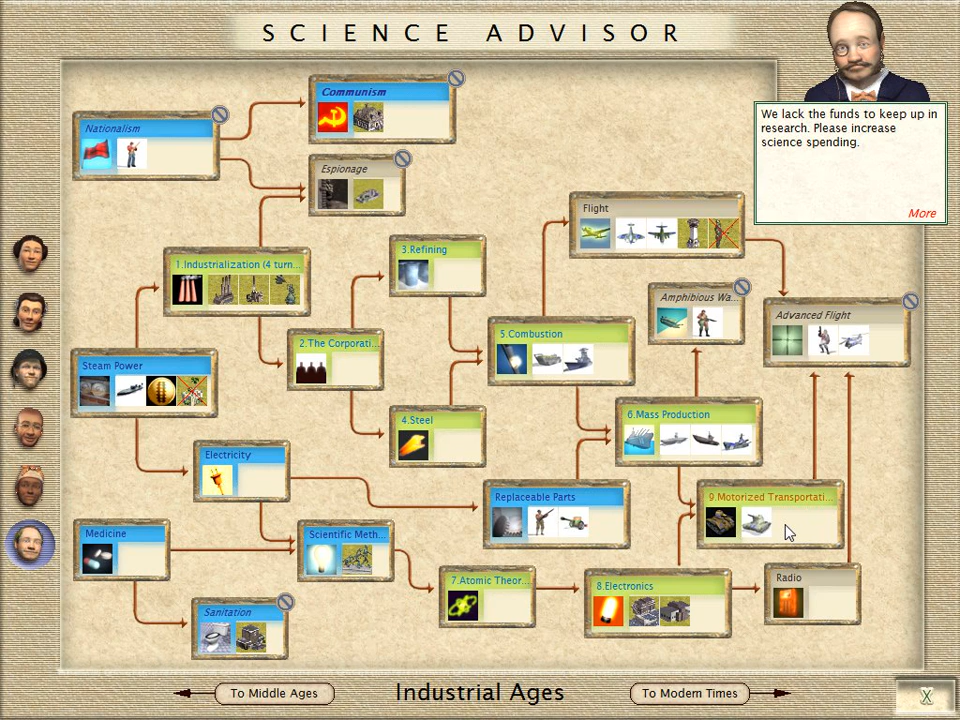 SCIENCE ADVISOR
We lack the funds to keep up in
research. Please increase
science spending.
More
Communism
Nationalism
Espionage
Flight
1.Industrialization (4 turn...
3.Refining
Amphibious Wa...
Advanced Flight
2.The Corporati...
5.Combustion
Steam Power
4.Steel
6.Mass Production
Electricity
Replaceable Parts
9.Motorized Transportati...
Medicine
Scientific Meth...
7.Atomic Theor...
8.Electronics
Radio
Sanitation
To Middle Ages
Industrial Ages
To Modern Times
X